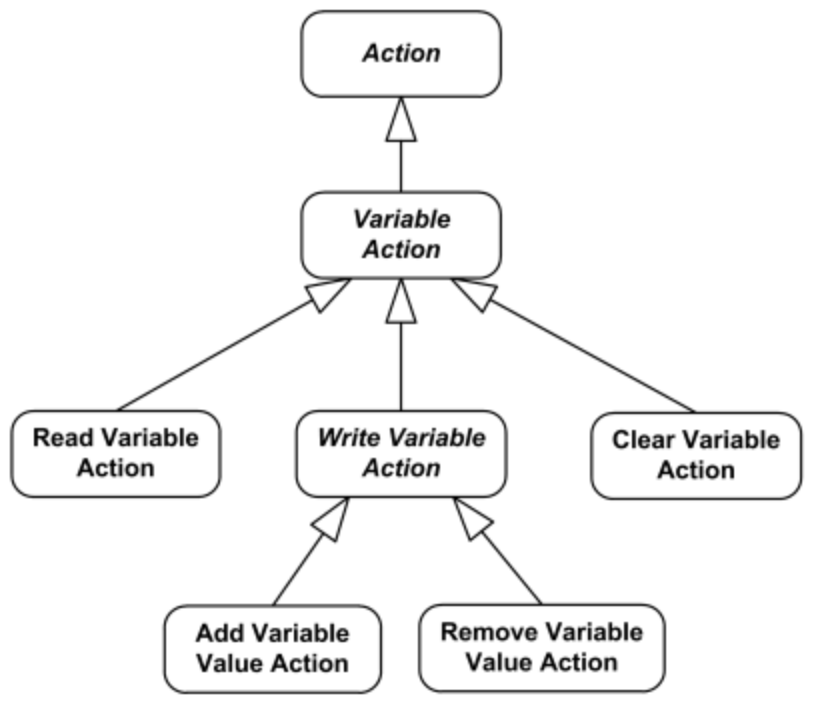 Action
Variable
Action
Read Variable
Action
Write Variable
Action
Clear Variable
Action
Add Variable
Value Action
Remove Variable
Value Action